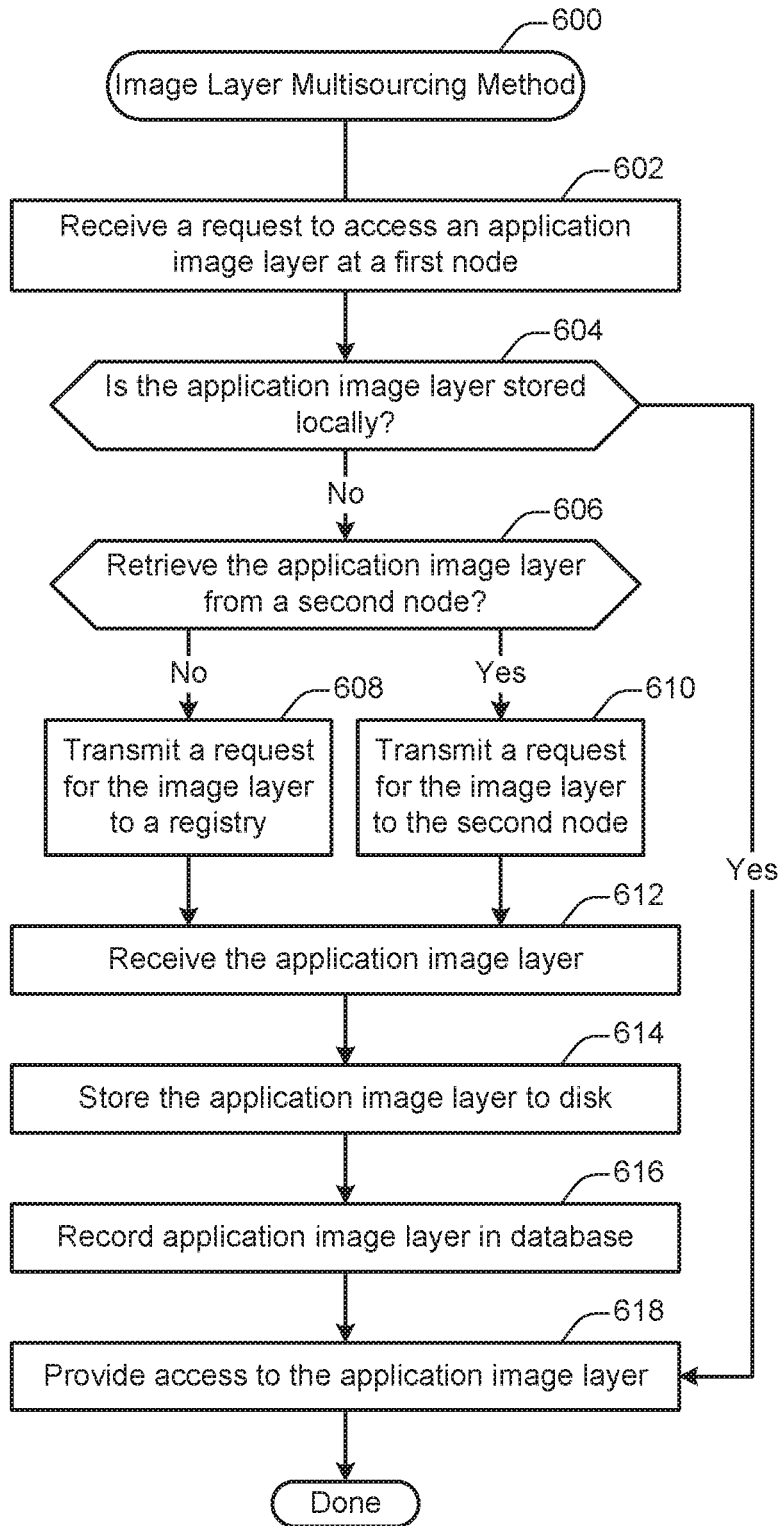 600
Image Layer Multisourcing Method
602
Receive a request to access an application
image layer at a first node
604
Is the application image layer stored
locally?
No
606
Retrieve the application image layer
from a second node?
No
Yes
608
610
Transmit a request
for the image layer
to a registry
Transmit a request
for the image layer
to the second node
Yes
612
Receive the application image layer
614
Store the application image layer to disk
616
Record application image layer in database
618
Provide access to the application image layer
Done